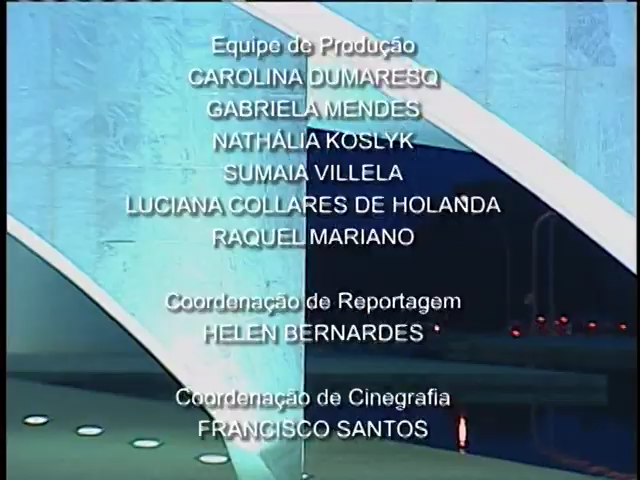 Equipe de Produção
CAROLINA DUMARESQ
GABRIELA MENDES
NATHÁLIA KOSLYK
SUMAIA VILLELA
LUCIANA COLLARES DE HOLANDA
RAQUEL MARIANO
Coordenação de Reportagem
HELEN BERNARDES
Coordenação de Cinegrafia
FRANCISCO SANTOS